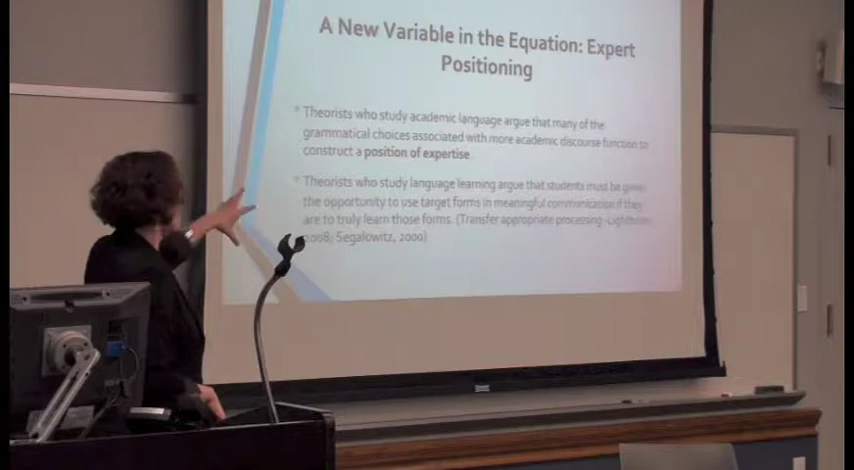 A New Variable in the Equation: Expert
Positioning
* Theorists who study academic language argue that many of the
grammatical choices associated with more academic discourse function to
construct a position of expertise.
* Theorists who study language learning argue that students must be given
the opportunity to use target forms in meaningful communication if they
are to truly learn those forms. (Transfer appropriate processing -
2008; Segalowitz, 2000)